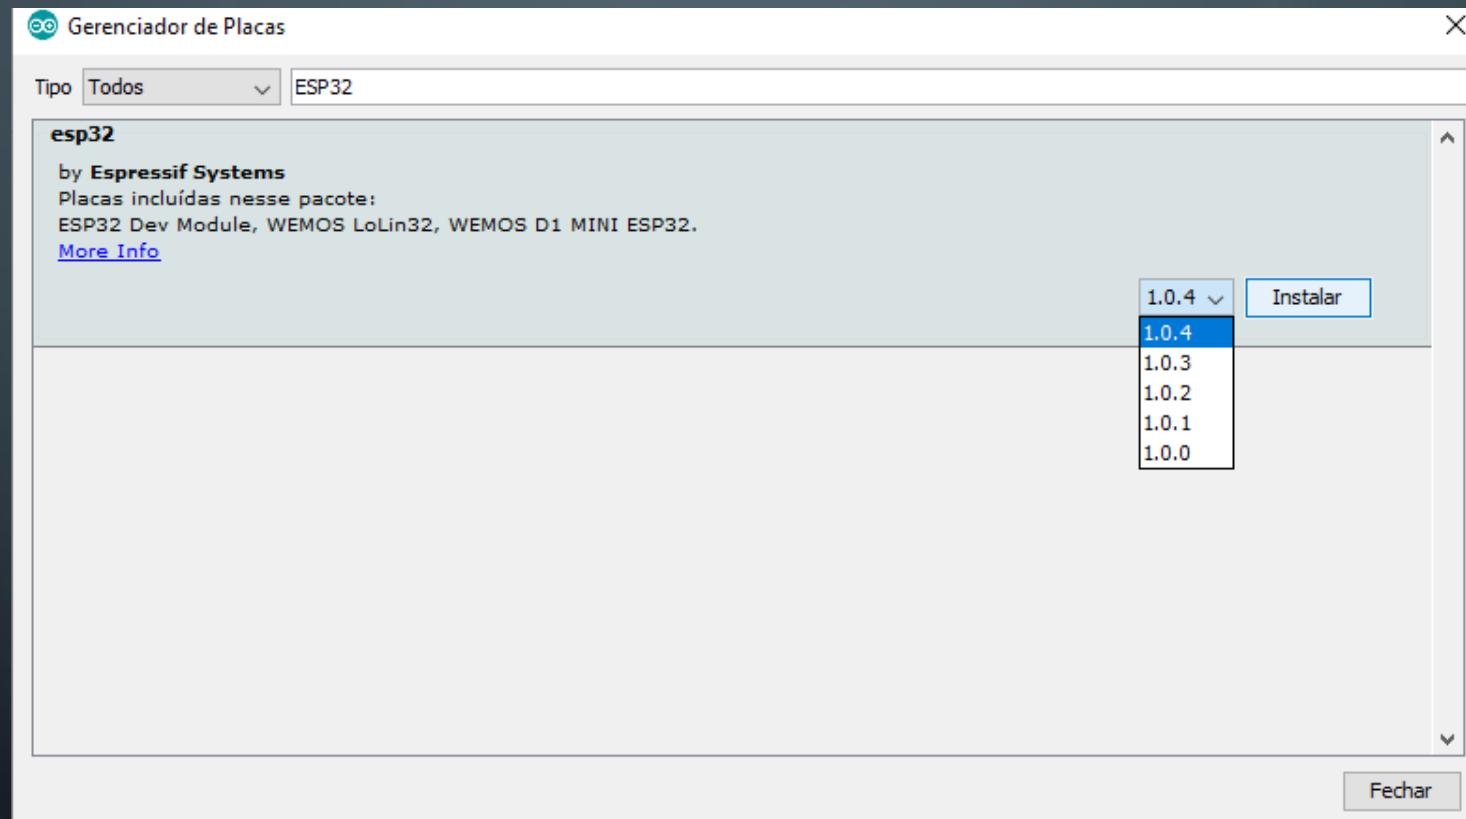 Gerenciador de Placas
Tipo Todos ESP32
esp32
by Espressif Systems
Placas incluídas nesse pacote:
ESP32 Dev Module, WEMOS LoLin32, WEMOS D1 MINI ESP32.
More Info
1.0.4 Instalar
1.0.4
1.0.3
1.0.2
1.0.1
1.0.0
Fechar